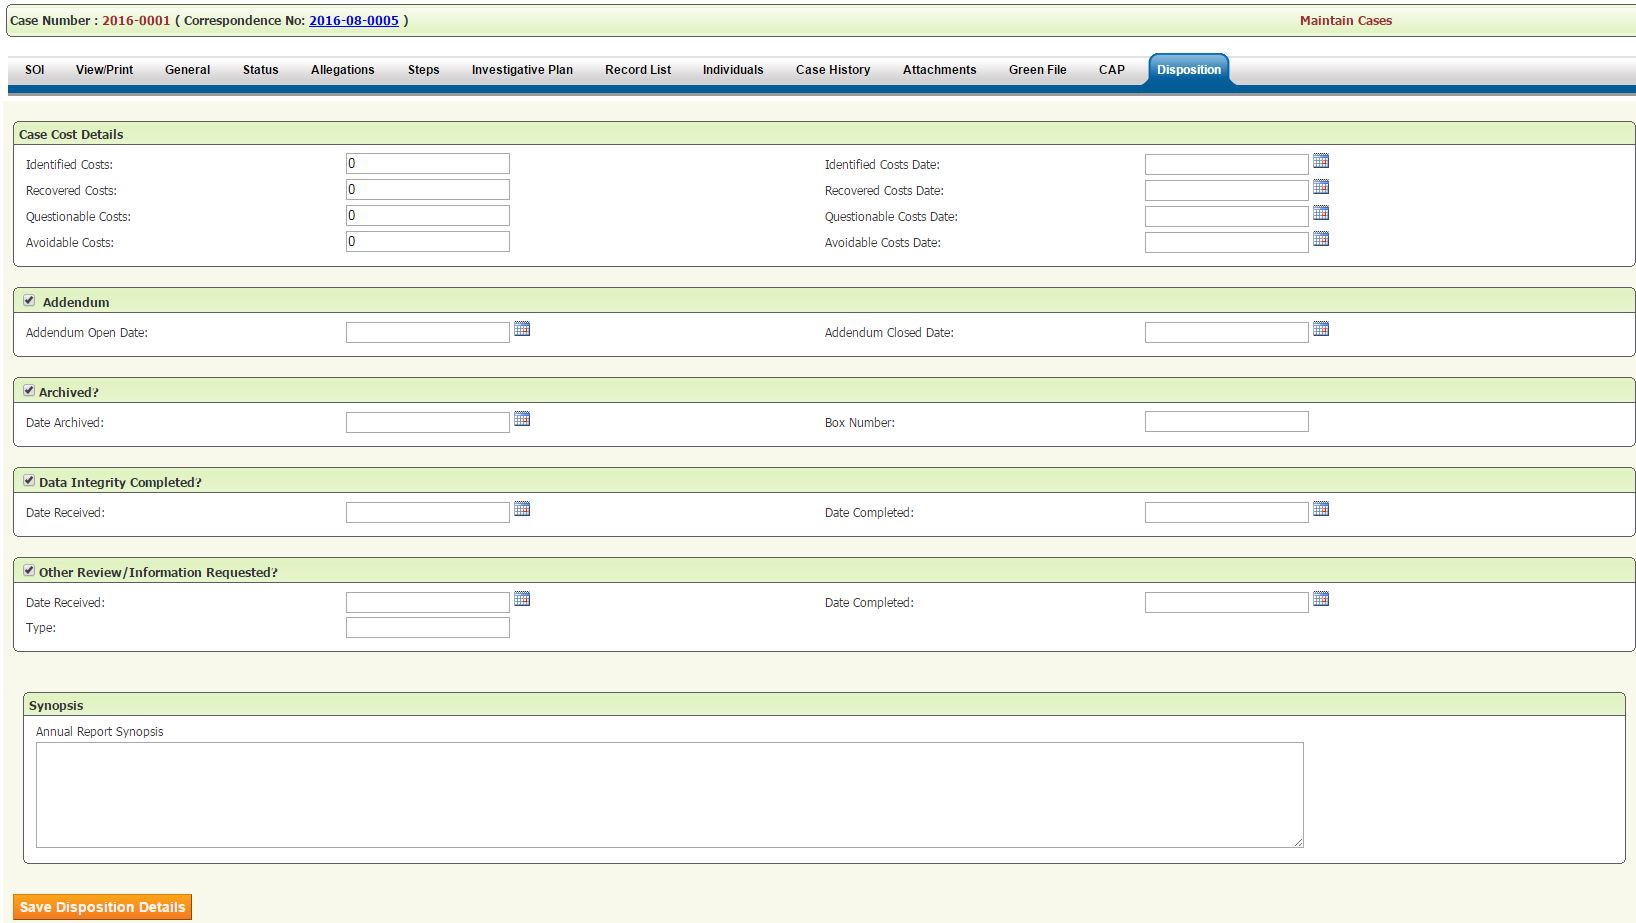 Case Number : 2016-0001 ( Correspondence No: 2016-08-0005 ) Maintain Cases
SOI View/Print General Status Allegations Steps Investigative Plan Record List Individuals Case History Attachments Green File CAP Disposition
Case Cost Details
Identified Costs: 0 Identified Costs Date:
Recovered Costs: 0 Recovered Costs Date:
Questionable Costs: 0 Questionable Costs Date:
Avoidable Costs: 0 Avoidable Costs Date:
Addendum
Addendum Open Date: Addendum Closed Date:
Archived?
Date Archived: Box Number:
Data Integrity Completed?
Date Received: Date Completed:
Other Review/Information Requested?
Date Received: Date Completed:
Type:
Synopsis
Annual Report Synopsis
Save Disposition Details